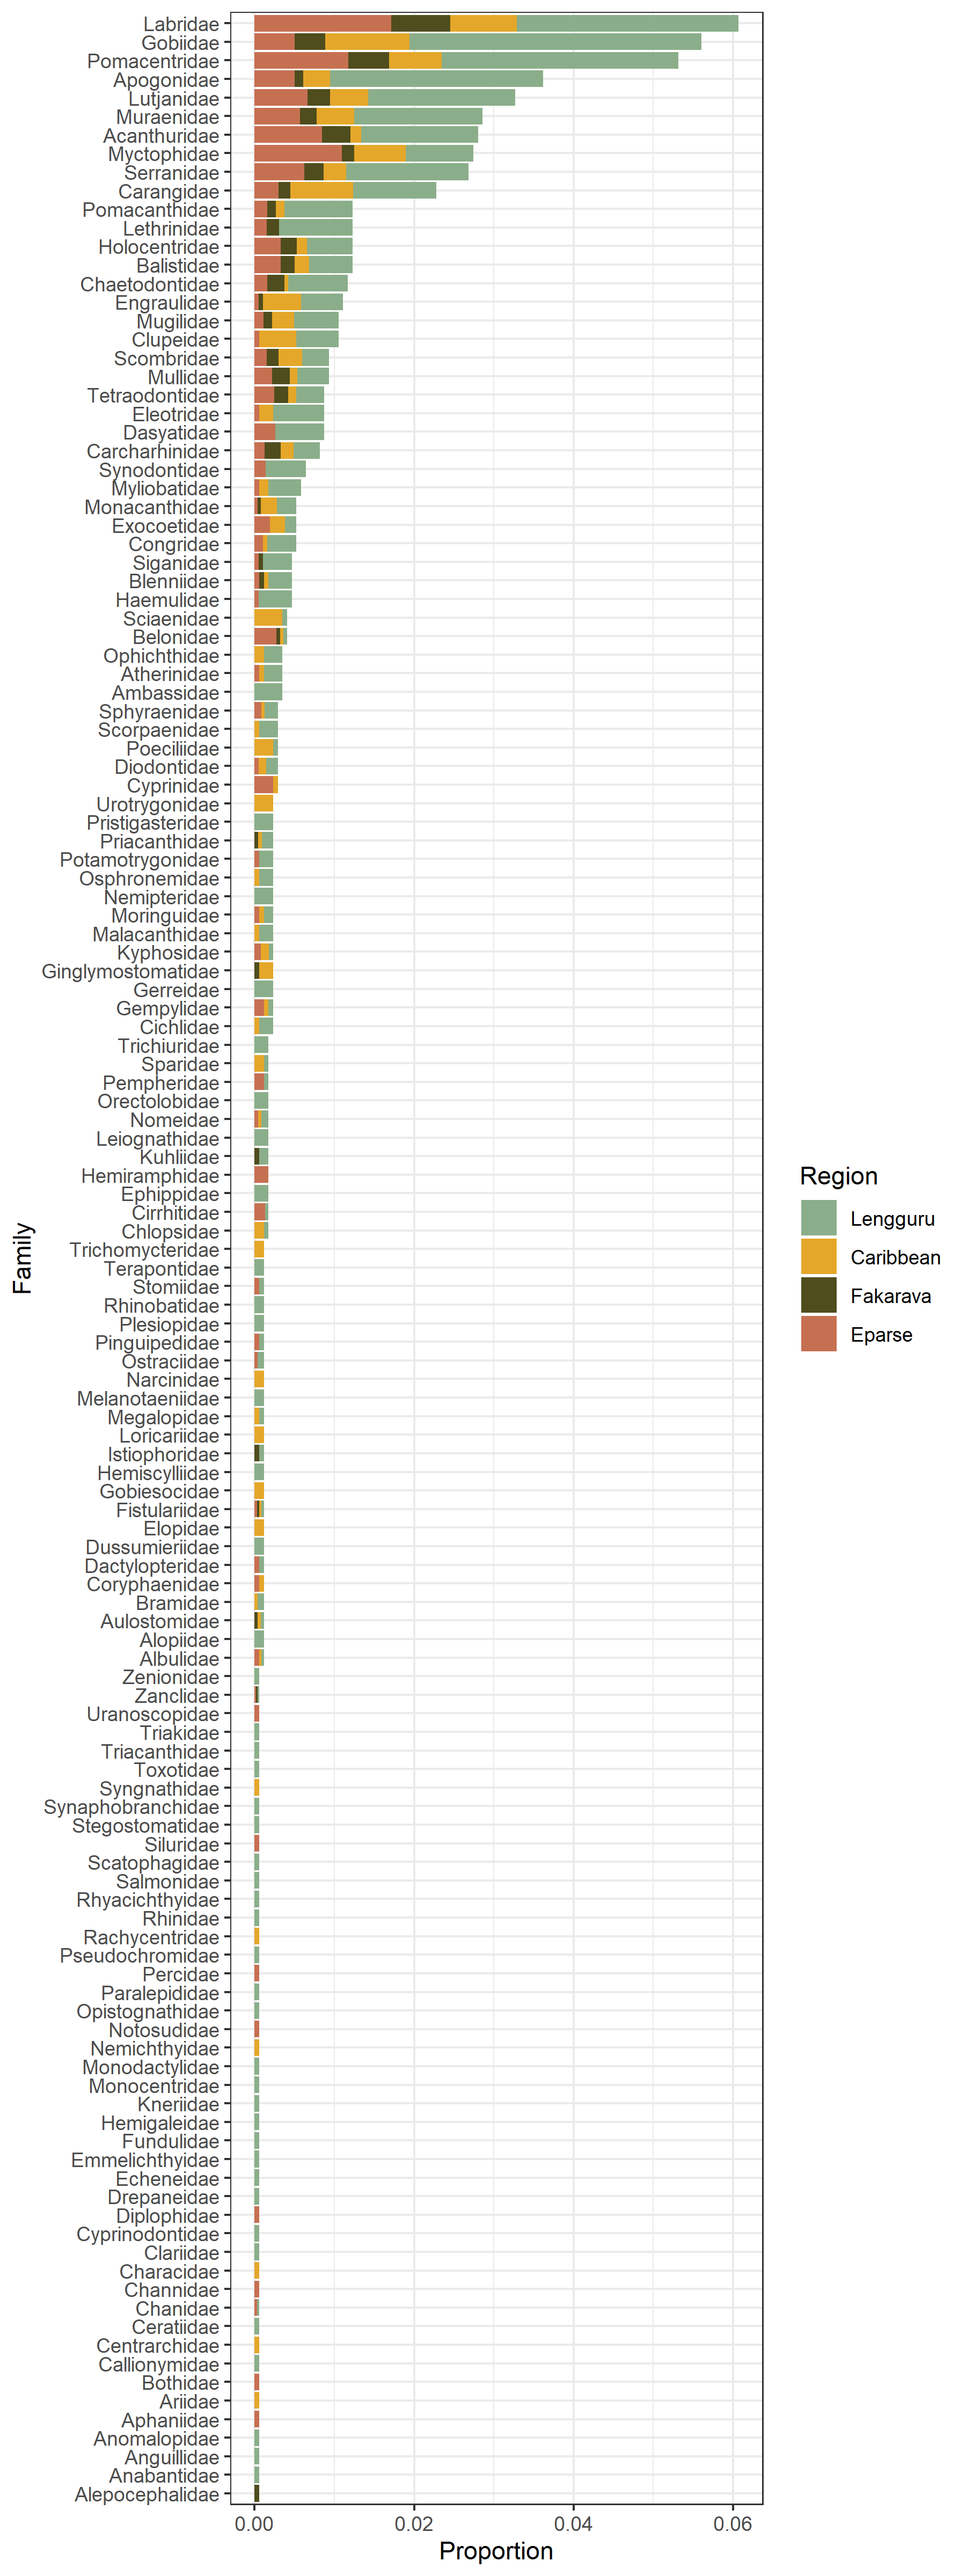 Labridae
Gobiidae
Pomacentridae
Apogonidae
Lutjanidae
Muraenidae
Acanthuridae
Myctophidae
Serranidae
Carangidae
Pomacanthidae
Lethrinidae
Holocentridae
Balistidae
Chaetodontidae
Engraulidae
Mugilidae
Clupeidae
Scombridae
Mullidae
Tetraodontidae
Eleotridae
Dasyatidae
Carcharhinidae
Synodontidae
Myliobatidae
Monacanthidae
Exocoetidae
Congridae
Siganidae
Blenniidae
Haemulidae
Sciaenidae
Belonidae
Ophichthidae
Atherinidae
Ambassidae
Sphyraenidae
Scorpaenidae
Poeciliidae
Diodontidae
Cyprinidae
Urotrygonidae
Pristigasteridae
Priacanthidae
Potamotrygonidae
Osphronemidae
Nemipteridae
Moringuidae
Malacanthidae
Kyphosidae
Ginglymostomatidae
Gerreidae
Gempylidae
Cichlidae
Trichiuridae
Sparidae
Pempheridae
Orectolobidae
Nomeidae
Leiognathidae
Kuhliidae
Hemiramphidae
Ephippidae
Cirrhitidae
Chlopsidae
Trichomycteridae
Terapontidae
Stomiidae
Rhinobatidae
Plesiopidae
Pinguipedidae
Ostraciidae
Narcinidae
Melanotaeniidae
Megalopidae
Loricariidae
Istiophoridae
Hemiscylliidae
Gobiesocidae
Fistulariidae
Elopidae
Dussumieriidae
Dactylopteridae
Coryphaenidae
Bramidae
Aulostomidae
Alopiidae
Albulidae
Zenionidae
Zanclidae
Uranoscopidae
Triakidae
Triacanthidae
Toxotidae
Syngnathidae
Synaphobranchidae
Stegostomatidae
Siluridae
Scatophagidae
Salmonidae
Rhyacichthyidae
Rhinidae
Rachycentridae
Pseudochromidae
Percidae
Paralepididae
Opistognathidae
Notosudidae
Nemichthyidae
Monodactylidae
Monocentridae
Kneriidae
Hemigaleidae
Fundulidae
Emmelichthyidae
Echeneidae
Drepaneidae
Diplophidae
Cyprinodontidae
Clariidae
Characidae
Channidae
Chanidae
Ceratiidae
Centrarchidae
Callionymidae
Bothidae
Ariidae
Aphaniidae
Anomalopidae
Anguillidae
Anabantidae
Alepocephalidae
Family
0.00 0.02 0.04 0.06
Proportion
Region
Lengguru
Caribbean
Fakarava
Eparse